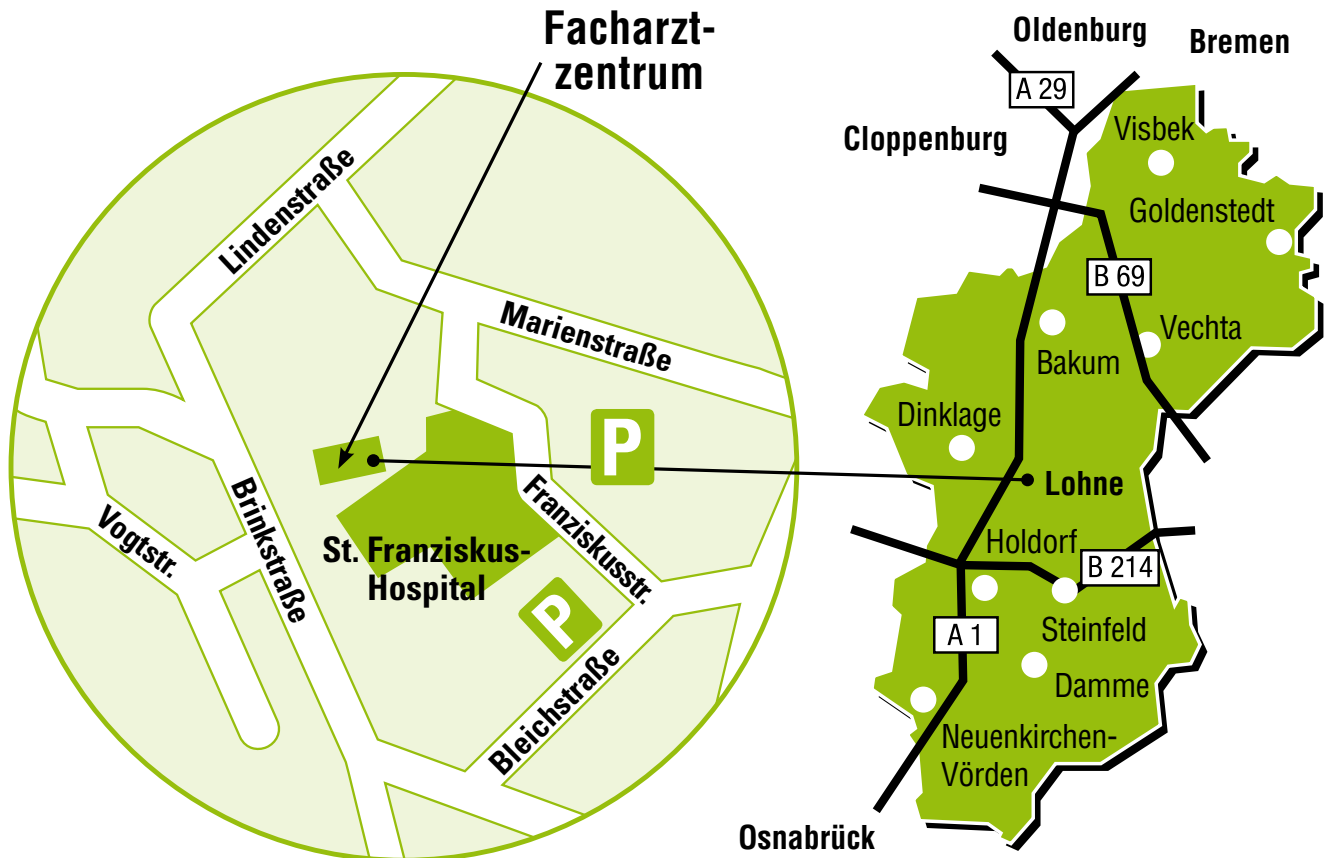 Facharzt-
zentrum
Lindenstraße
Marienstraße
P
Franziskusstr.
Brinkstraße
Vogtstr.
St. Franziskus-
Hospital
P
Bleichstraße
Oldenburg
Bremen
A 29
Cloppenburg
Visbek
Goldenstedt
B 69
Vechta
Bakum
Dinklage
Lohne
Holdorf
B 214
A 1
Steinfeld
Damme
Neuenkirchen-
Vörden
Osnabrück